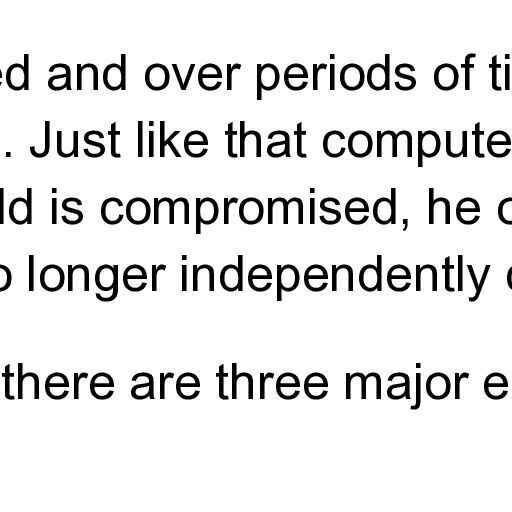 ed and over periods of ti
. Just like that compute
ld is compromised, he
o longer independently
there are three major e